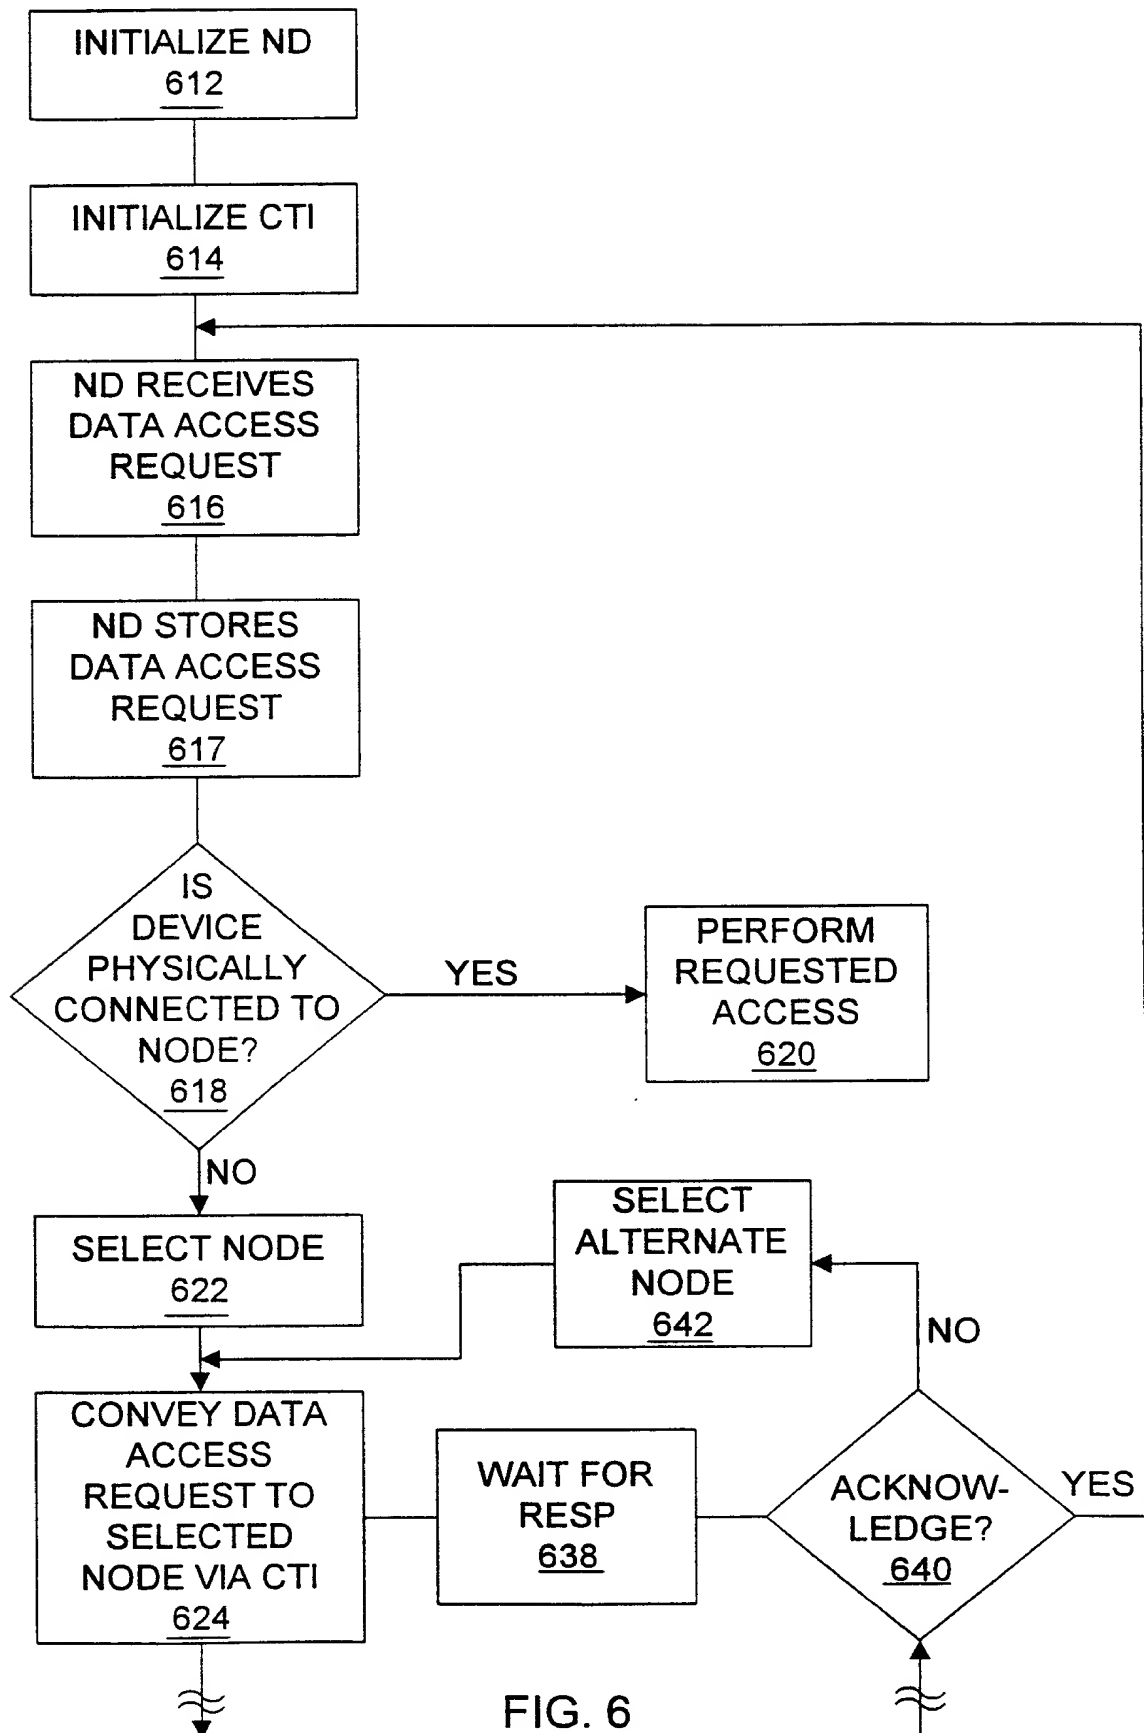 INITIALIZE ND
612
INITIALIZE CTI
614
ND RECEIVES
DATA ACCESS
REQUEST
616
ND STORES
DATA ACCESS
REQUEST
617
IS
DEVICE
PHYSICALLY
CONNECTED TO
NODE?
618
YES
PERFORM
REQUESTED
ACCESS
620
NO
SELECT NODE
622
SELECT
ALTERNATE
NODE
642
NO
CONVEY DATA
ACCESS
REQUEST TO
SELECTED
NODE VIA CTI
624
WAIT FOR
RESP
638
ACKNOW-
LEDGE?
640
YES
FIG. 6